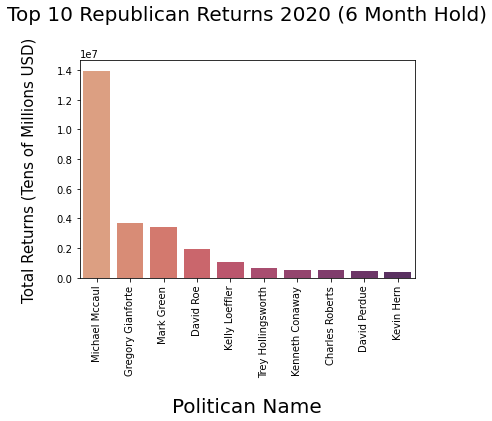 Top 10 Republican Returns 2020 (6 Month Hold)
1e7
Total Returns (Tens of Millions USD)
1.4
1.2
1.0
0.8
0.6
0.4
0.2
0.0
Michael Mccaul
Gregory Gianforte
Mark Green
David Roe
Kelly Loeffler
Trey Hollingsworth
Kenneth Conaway
Charles Roberts
David Perdue
Kevin Hern
Politican Name